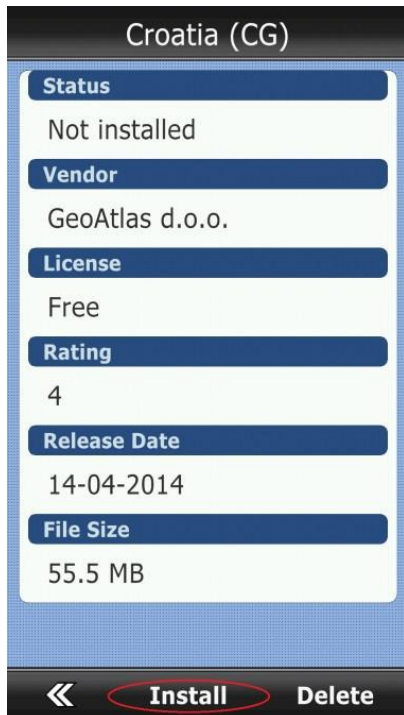 Croatia (CG)
Status
Not installed
Vendor
GeoAtlas d.o.o.
License
Free
Rating
4
Release Date
14-04-2014
File Size
55.5 MB
Install Delete